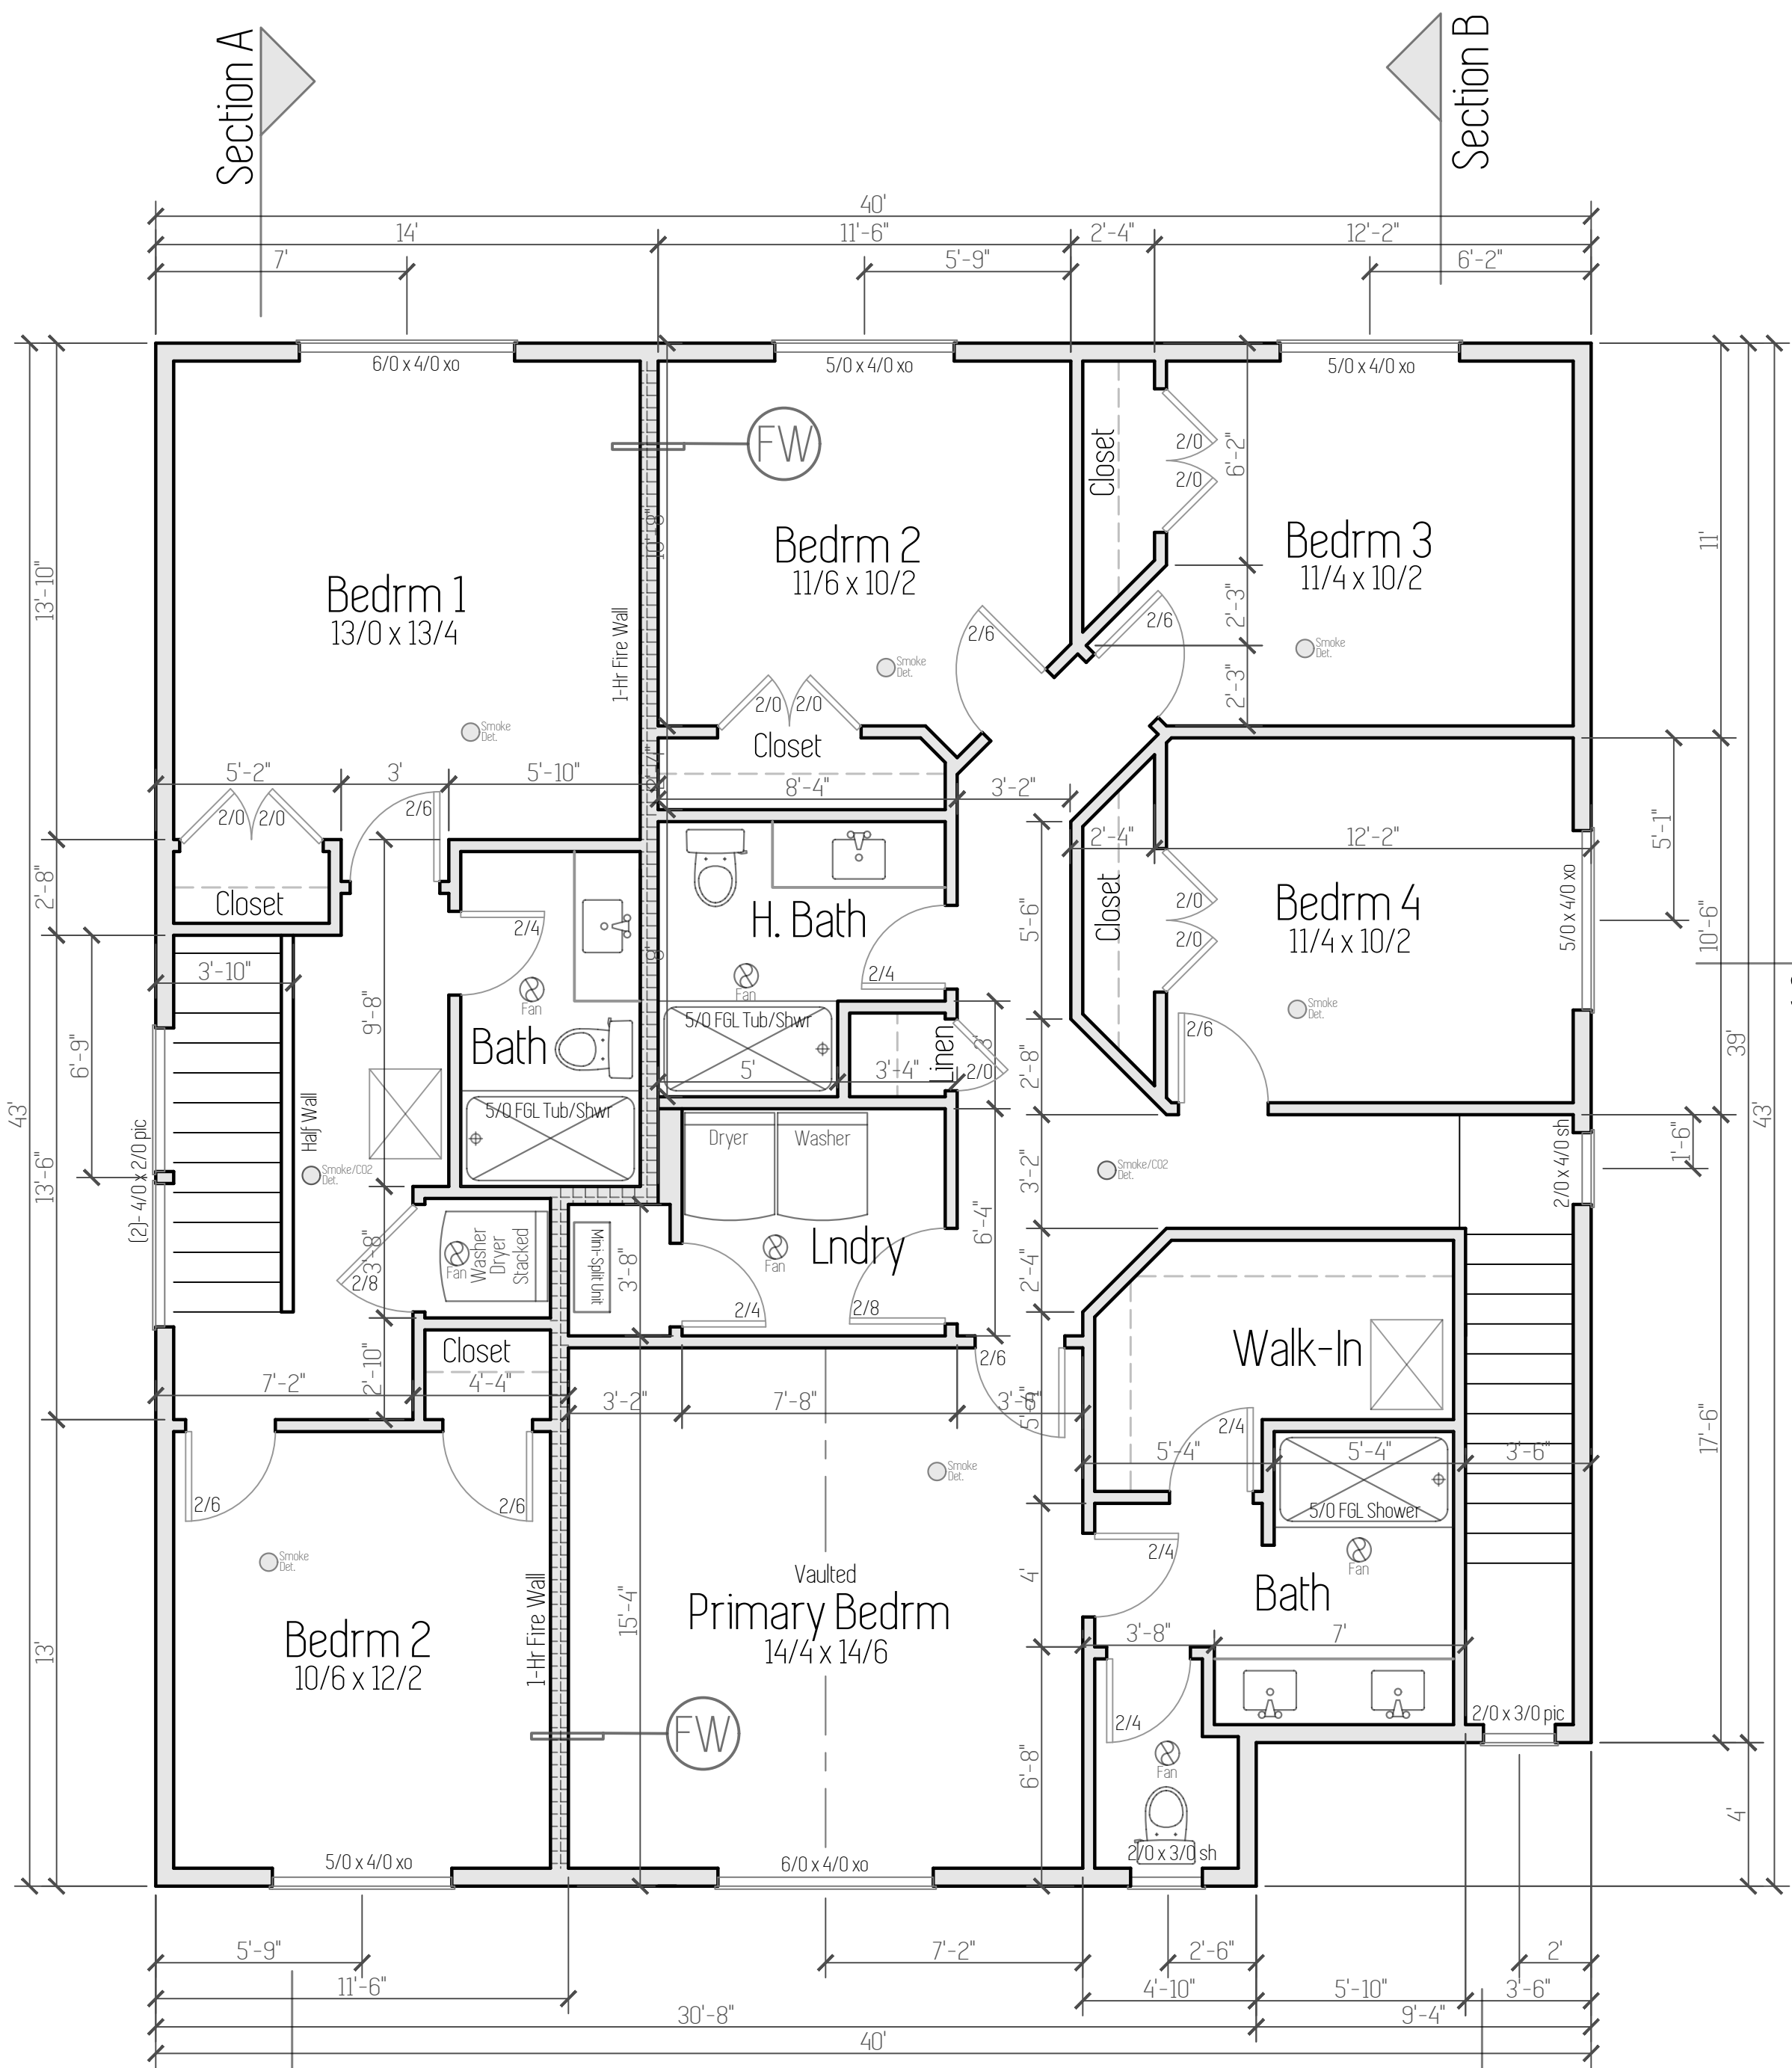 Section A
Section B
40'
14'
11'-6"
2'-4"
12'-2"
7'
5'-9"
6'-2"
6/0 x 4/0 xo
5/0 x 4/0 xo
5/0 x 4/0 xo
FW
Closet
2/0
2/0
6'-2"
Bedrm 1
13/0 x 13/4
Bedrm 2
11/6 x 10/2
Bedrm 3
11/4 x 10/2
11'
13'-10"
1-Hr Fire Wall
2/6
2/6
2'-3"
2'-3"
Smoke
Det.
Smoke
Det.
Smoke
Det.
2/0
2/0
Closet
5'-2"
3'
5'-10"
8'-4"
3'-2"
2/0
2/0
2/6
2'-4"
12'-2"
5'-1"
2'-8"
Closet
2/4
H. Bath
5'-6"
Closet
2/0
2/0
Bedrm 4
11/4 x 10/2
5/0 x 4/0 xo
10'-6"
3'-10"
9'-8"
Fan
Fan
2/4
Smoke
Det.
2/6
39'
6'-9"
Bath
5/0 FGL Tub/Shwr
Linen
3'
5'
3'-4"
2/0
2'-8"
43'
13'-6"
(2)- 4/0 x 2/0 pic
Half Wall
5/0 FGL Tub/Shwr
Dryer
Washer
Smoke/CO2
Det.
Smoke/CO2
Det.
3'-2"
2/0 x 4/0 sh
1'-6"
43'
3'-8"
2/8
Fan
Washer
Dryer
Stacked
Mini-Split Unit
3'-8"
Fan
Lndry
2/4
2/8
6'-4"
2'-4"
Walk-In
Closet
2/6
7'-2"
2'-10"
4'-4"
3'-2"
7'-8"
3'-6"
2/4
5'-4"
5'-4"
3'-6"
17'-6"
2/6
2/6
Smoke
Det.
5/0 FGL Shower
Smoke
Det.
2/4
Fan
1-Hr Fire Wall
15'-4"
Vaulted
Primary Bedrm
14/4 x 14/6
4'
Bath
13'
Bedrm 2
10/6 x 12/2
3'-8"
7'
FW
2/4
2/0 x 3/0 pic
6'-8"
Fan
4'
5/0 x 4/0 xo
6/0 x 4/0 xo
2/0 x 3/0 sh
5'-9"
7'-2"
2'-6"
2'
11'-6"
4'-10"
5'-10"
3'-6"
30'-8"
9'-4"
40'